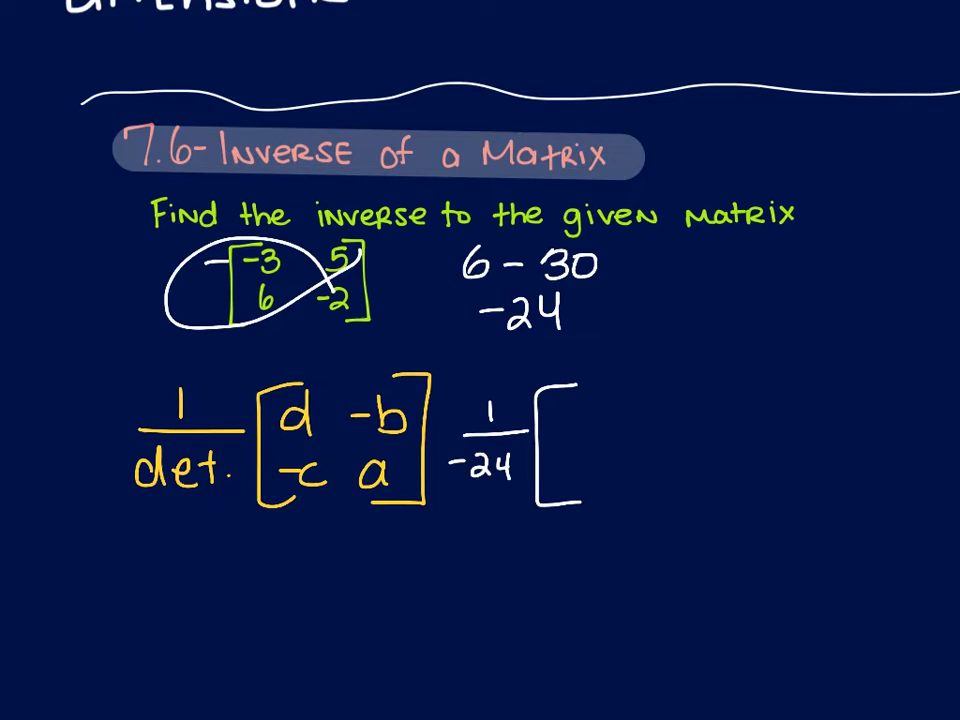 7.6- Inverse of a Matrix
Find the inverse to the given matrix
-3 5
6 -2
6 - 30
-24
1/det. [d -b
-c a]
1/-24 [